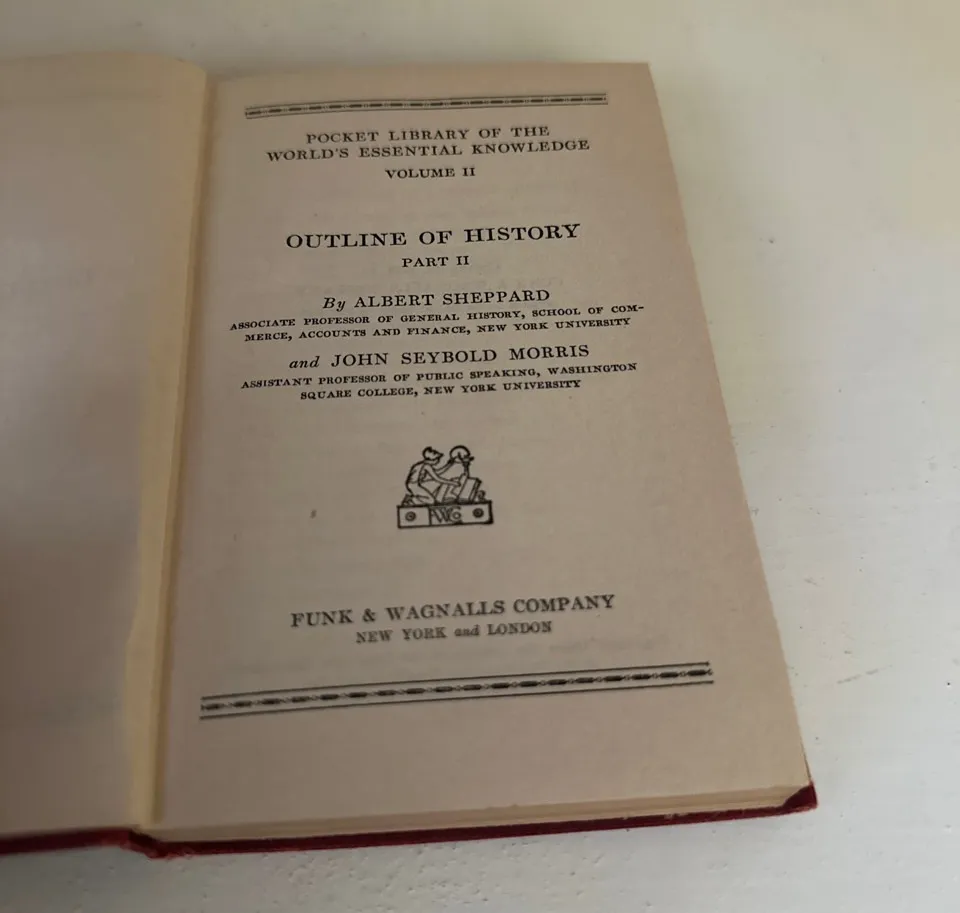 POCKET LIBRARY OF THE
WORLD'S ESSENTIAL KNOWLEDGE
VOLUME II
OUTLINE OF HISTORY
PART II
By ALBERT SHEPPARD
ASSOCIATE PROFESSOR OF GENERAL HISTORY, SCHOOL OF COM-
MERCE, ACCOUNTS AND FINANCE, NEW YORK UNIVERSITY
and JOHN SEYBOLD MORRIS
ASSISTANT PROFESSOR OF PUBLIC SPEAKING, WASHINGTON
SQUARE COLLEGE, NEW YORK UNIVERSITY
FUNK & WAGNALLS COMPANY
NEW YORK and LONDON